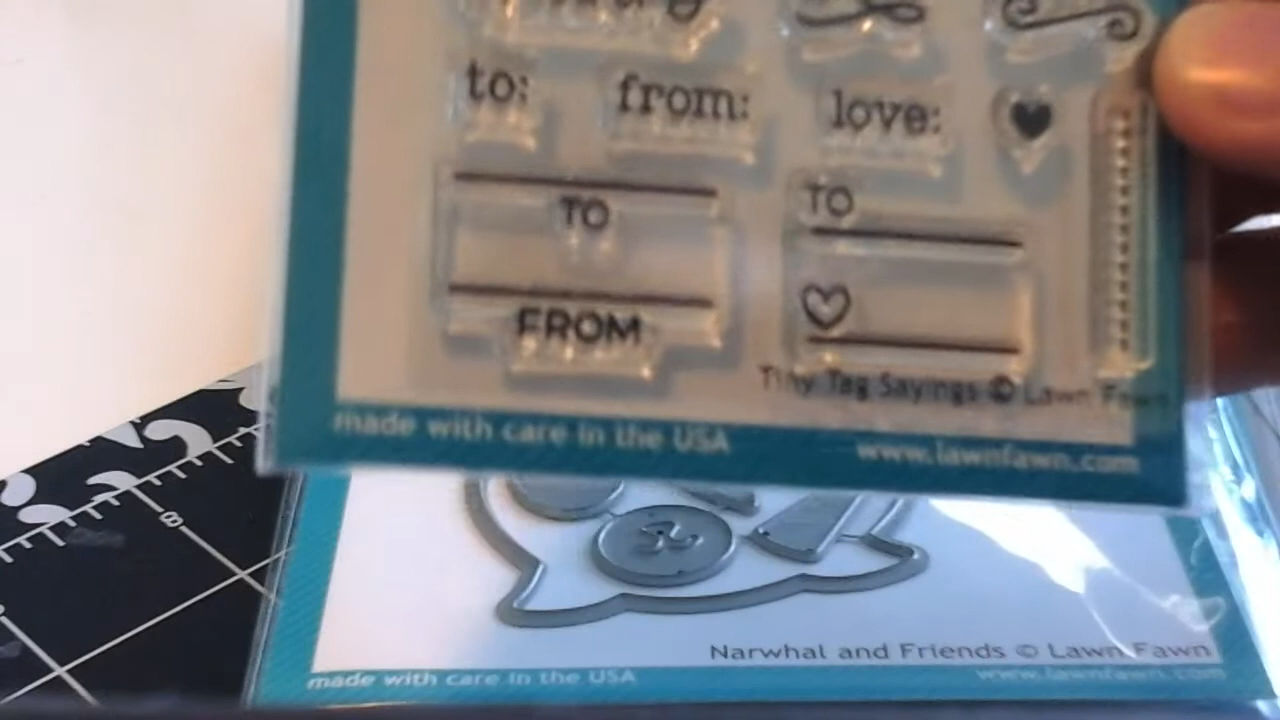 to: from: love:
TO
FROM
TO
Tiny Tag Sayings © Lawn Fawn
made with care in the USA
www.lawnfawn.com
8
Narwhal and Friends © Lawn Fawn
made with care in the USA
www.lawnfawn.com